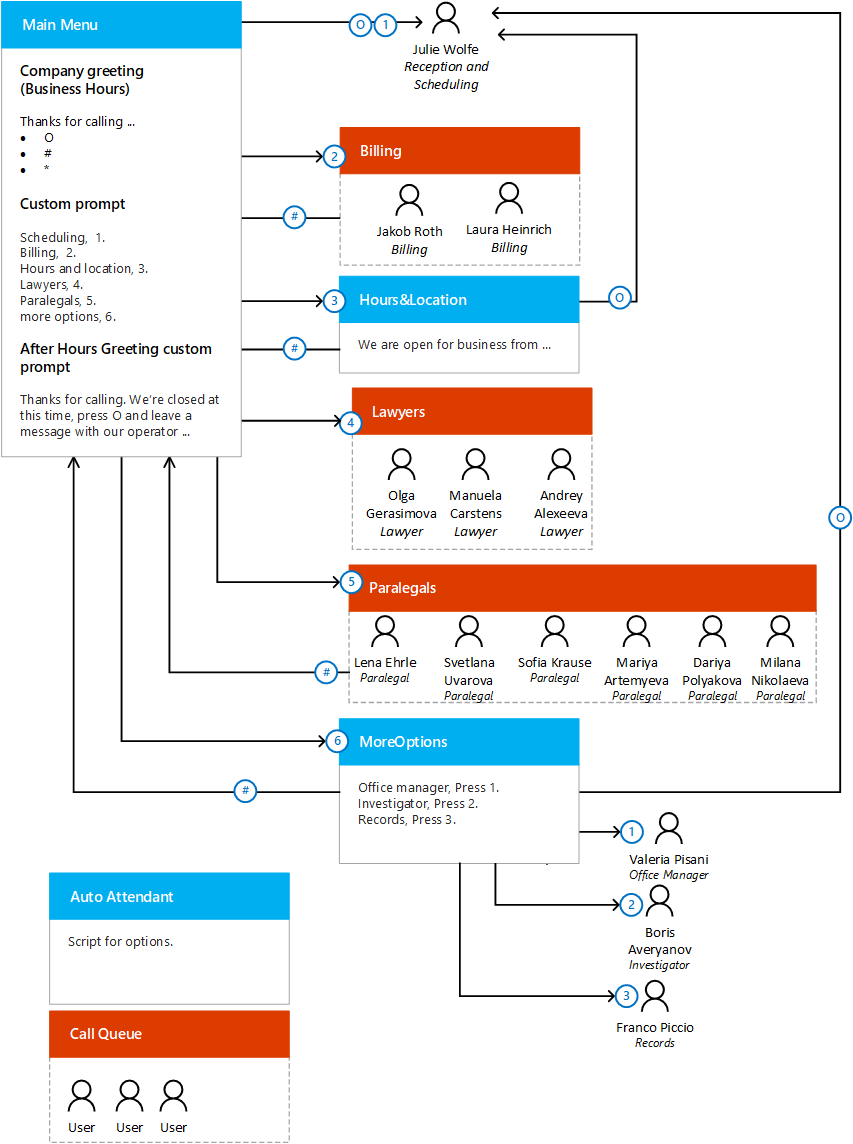 Main Menu
Company greeting
(Business Hours)
Thanks for calling ...
• O
• #
• *
Custom prompt
Scheduling, 1.
Billing, 2.
Hours and location, 3.
Lawyers, 4.
Paralegals, 5.
more options, 6.
After Hours Greeting custom
prompt
Thanks for calling. We’re closed at
this time, press O and leave a
message with our operator ...
O
1
Julie Wolfe
Reception and
Scheduling
2
Billing
#
Jakob Roth
Billing
Laura Heinrich
Billing
3
Hours&Location
O
#
We are open for business from ...
4
Lawyers
Olga
Gerasimova
Lawyer
Manuela
Carstens
Lawyer
Andrey
Alexeeva
Lawyer
O
5
Paralegals
#
Lena Ehrle
Paralegal
Svetlana
Uvarova
Paralegal
Sofia Krause
Paralegal
Mariya
Artemyeva
Paralegal
Dariya
Polyakova
Paralegal
Milana
Nikolaeva
Paralegal
6
MoreOptions
#
Office manager, Press 1.
Investigator, Press 2.
Records, Press 3.
1
Valeria Pisani
Office Manager
2
Boris
Averyanov
Investigator
3
Franco Piccio
Records
Auto Attendant
Script for options.
Call Queue
User
User
User